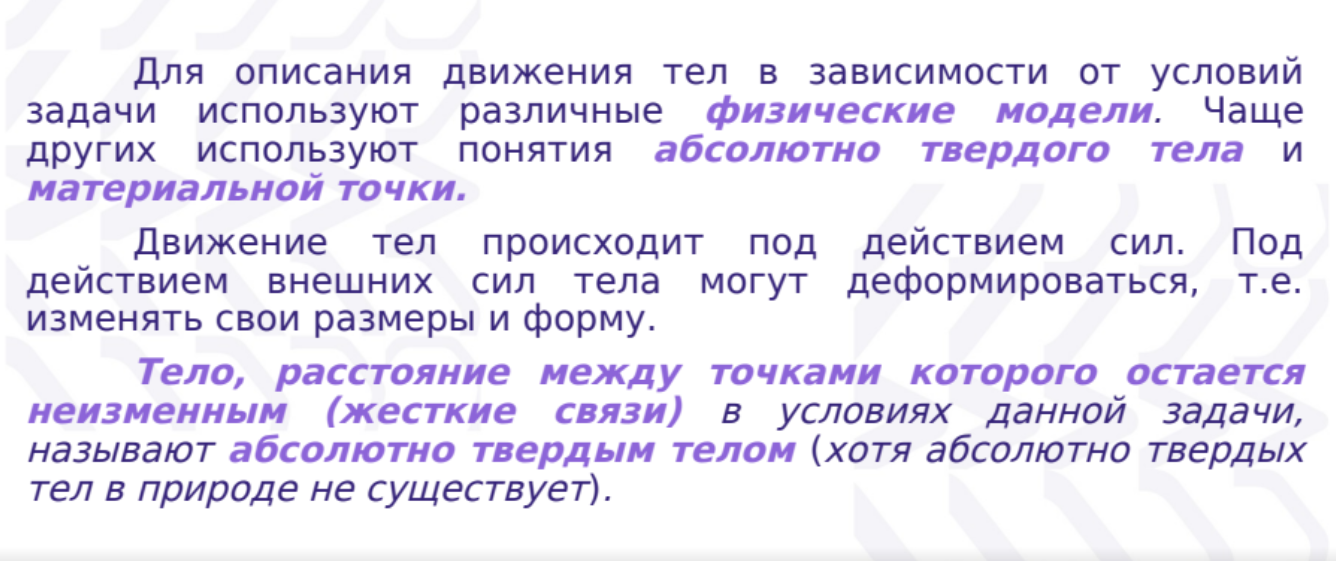 Для описания движения тел в зависимости от условий
задачи используют различные физические модели. Чаще
других используют понятия абсолютно твердого тела и
материальной точки.
Движение тел происходит под действием сил. Под
действием внешних сил тела могут деформироваться, т.е.
изменять свои размеры и форму.
Тело, расстояние между точками которого остается
неизменным (жесткие связи) в условиях данной задачи,
называют абсолютно твердым телом (хотя абсолютно твердых
тел в природе не существует).